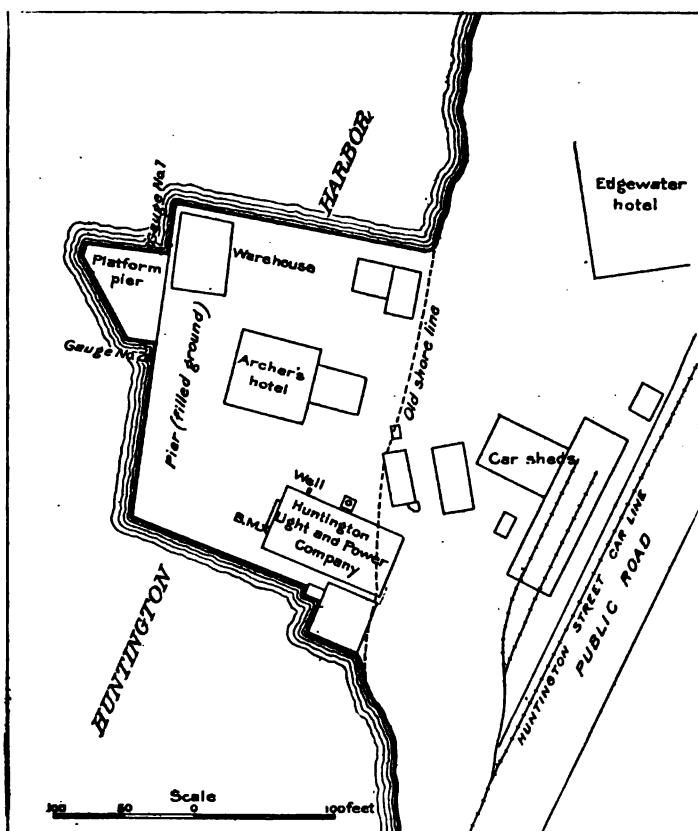 HUNTINGTON
HARBOR
Gauge No.1
Platform
pier
Gauge No.2
Warehouse
Pier (filled ground)
Archer's
hotel
Old shore line
Edgewater
hotel
Car sheds
Well
B.M.
Huntington
Light and Power
Company
HUNTINGTON STREET CAR LINE
PUBLIC ROAD
Scale
100 50 0 100 feet